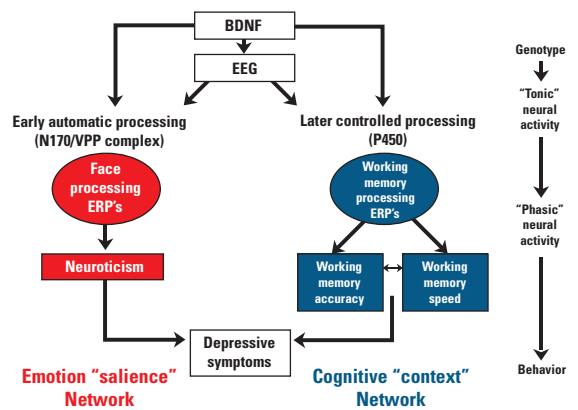 BDNF
EEG
Genotype
"Tonic"
neural
activity
"Phasic"
neural
activity
Behavior
Early automatic processing
(N170/VPP complex)
Face
processing
ERP's
Neuroticism
Later controlled processing
(P450)
Working
memory
processing
ERP's
Working
memory
accuracy
Working
memory
speed
Depressive
symptoms
Emotion "salience"
Network
Cognitive "context"
Network